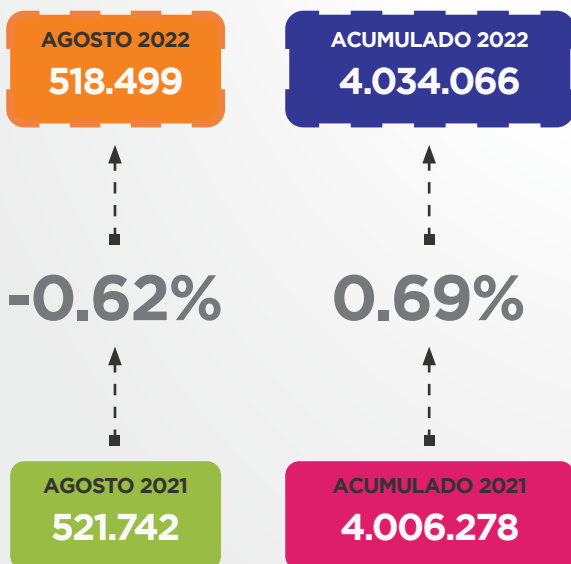 AGOSTO 2022
518.499
ACUMULADO 2022
4.034.066
-0.62%
0.69%
AGOSTO 2021
521.742
ACUMULADO 2021
4.006.278